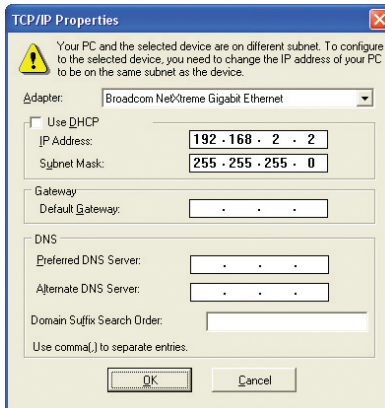 TCP/IP Properties
Your PC and the selected device are on different subnet. To configure
to the selected device, you need to change the IP address of your PC
to be on the same subnet as the device.
Adapter: Broadcom NetXtreme Gigabit Ethernet
Use DHCP
IP Address: 192 . 168 . 2 . 2
Subnet Mask: 255 . 255 . 255 . 0
Gateway
Default Gateway: . . .
DNS
Preferred DNS Server: . . .
Alternate DNS Server: . . .
Domain Suffix Search Order:
Use comma(,) to separate entries.
OK Cancel